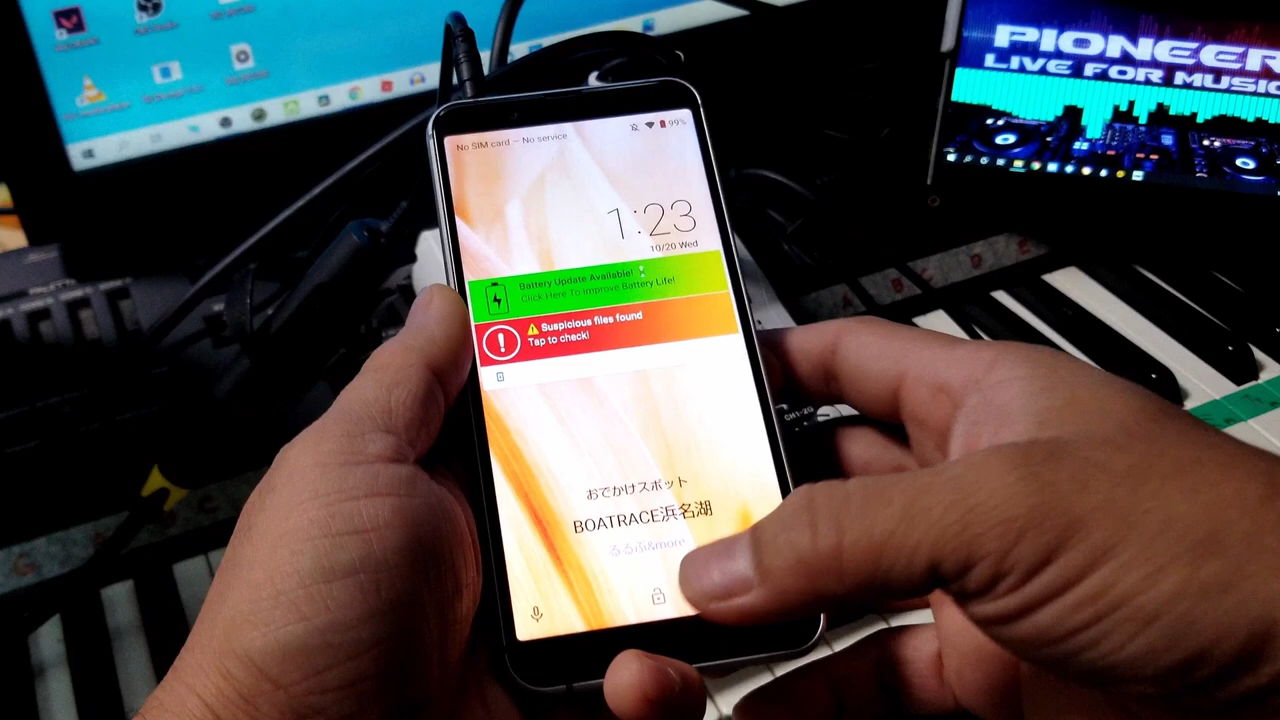 PIONEER
LIVE FOR MUSIC
No SIM card — No service
99%
1:23
10/20 Wed
Battery Update Available!
Click Here To Improve Battery Life!
Suspicious files found
Tap to check!
おでかけスポット
BOATRACE浜名湖
るるぶ&more
CH1-2G
A
B
C
D
E